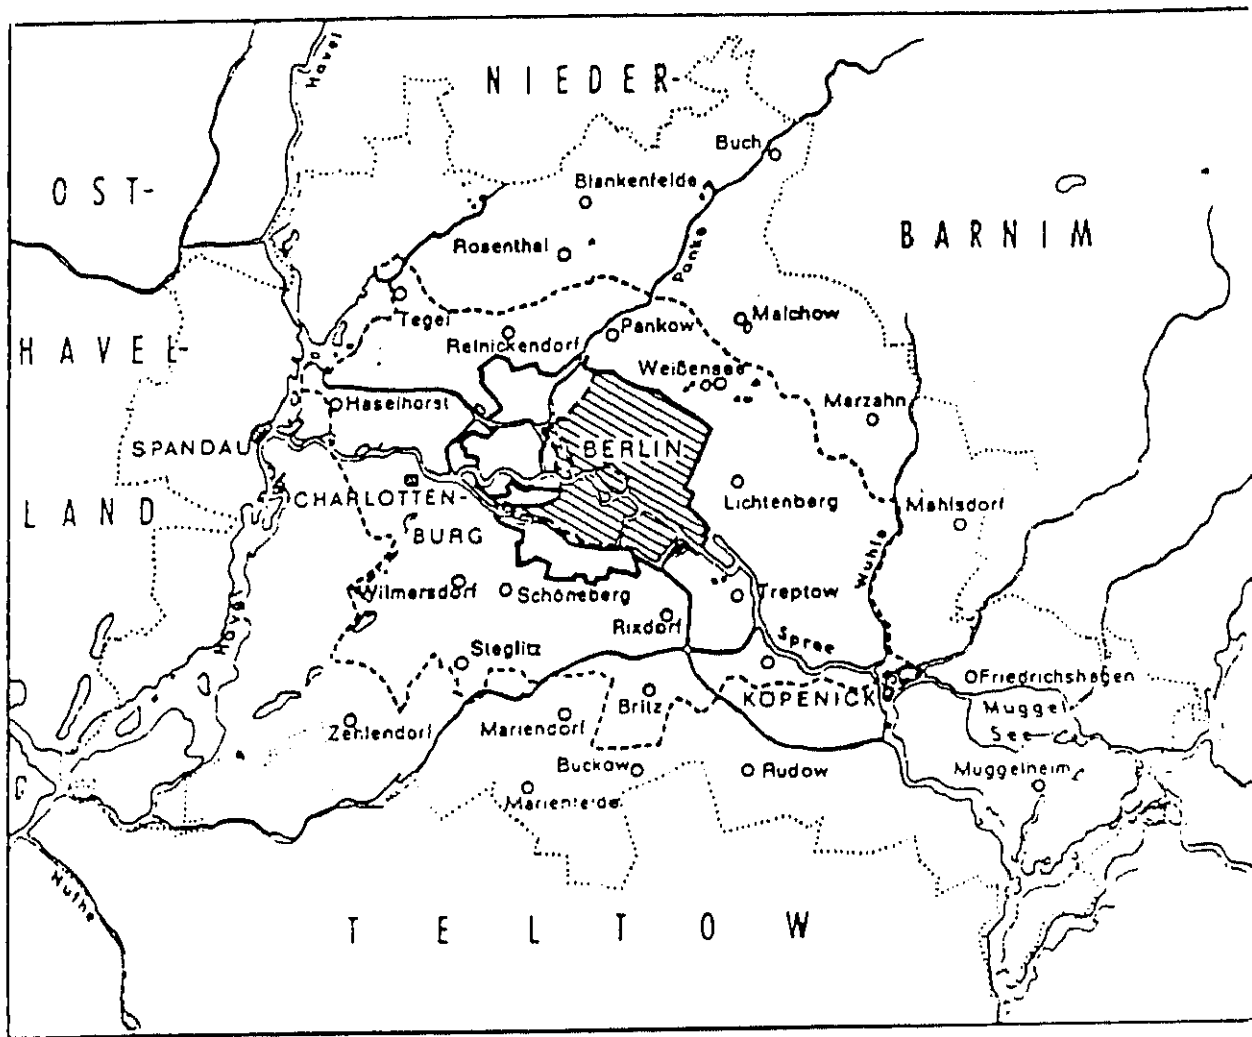 Havel
NIEDER-
Buch
OST-
Blankenfelde
BARNIM
Rosenthal
Panke
Tegel
Malchow
Pankow
HAVEL-
Reinickendorf
Weißensee
Haselhorst
Marzahn
SPANDAU
BERLIN
LAND
CHARLOTTEN-
Lichtenberg
Mahlsdorf
BURG
Wuhle
Wilmersdorf
Schöneberg
Treptow
Havel
Rixdorf
Spree
Steglitz
Friedrichshagen
Britz
KÖPENICK
Müggel
Zehlendorf
Mariendorf
See
Buckow
Rudow
Müggelheim
Marienfelde
Nuthe
TELTOW